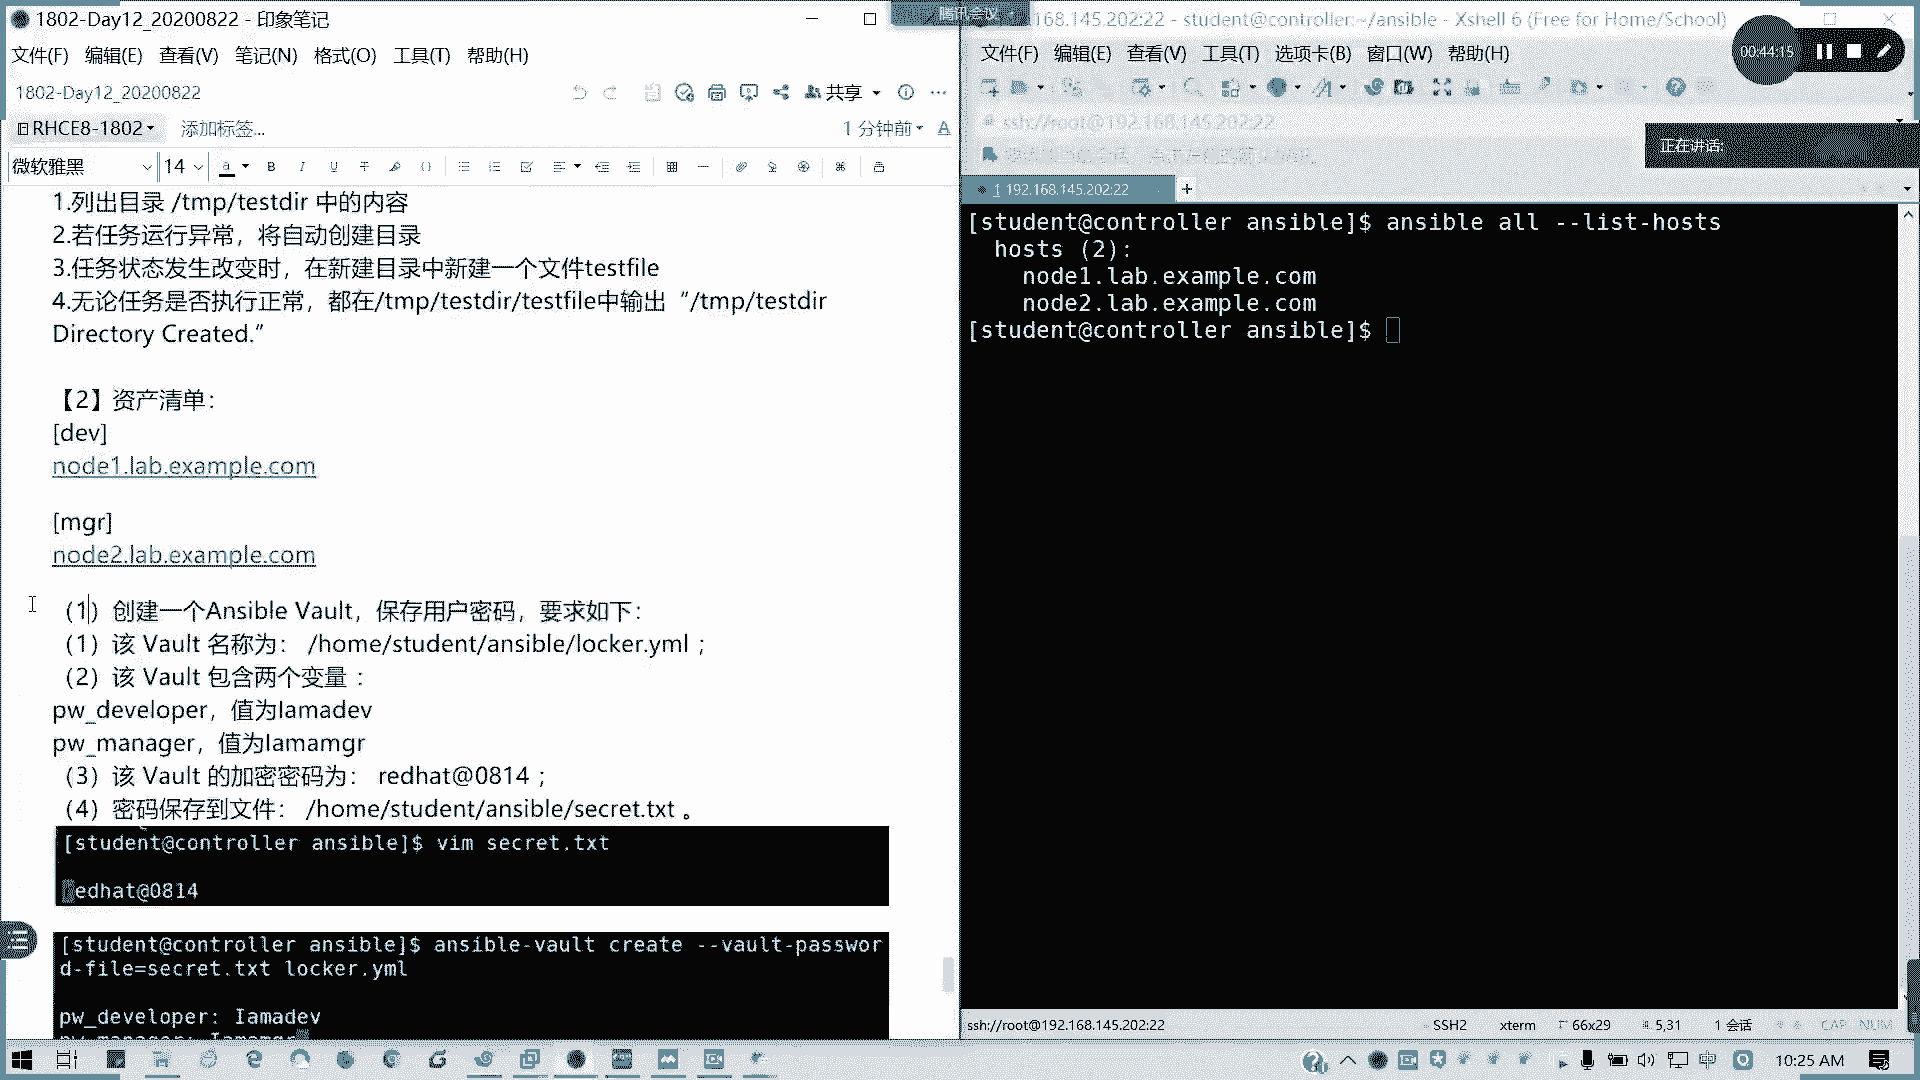 1802-Day12_20200822 - 印象笔记
文件(F) 编辑(E) 查看(V) 笔记(N) 格式(O) 工具(T) 帮助(H)
1802-Day12_20200822
共享
RHCE8-1802
添加标签...
1 分钟前
微软雅黑 14
1.列出目录 /tmp/testdir 中的内容
2.若任务运行异常，将自动创建目录
3.任务状态发生改变时，在新建目录中新建一个文件testfile
4.无论任务是否执行正常，都在/tmp/testdir/testfile中输出“/tmp/testdir
Directory Created.”
【2】资产清单：
[dev]
node1.lab.example.com
[mgr]
node2.lab.example.com
（1）创建一个Ansible Vault，保存用户密码，要求如下：
（1）该 Vault 名称为： /home/student/ansible/locker.yml；
（2）该 Vault 包含两个变量：
pw_developer，值为Iamadev
pw_manager，值为Iamamgr
（3）该 Vault 的加密密码为： redhat@0814；
（4）密码保存到文件： /home/student/ansible/secret.txt 。
[student@controller ansible]$ vim secret.txt
redhat@0814
[student@controller ansible]$ ansible-vault create --vault-passwor
d-file=secret.txt locker.yml
pw_developer: Iamadev
pw_manager: Iamamgr
腾讯会议
168.145.202:22 - student@controller:~/ansible - Xshell 6 (Free for Home/School)
文件(F) 编辑(E) 查看(V) 工具(T) 选项卡(B) 窗口(W) 帮助(H)
00:44:15
ssh://root@192.168.145.202:22
正在讲话:
1 192.168.145.202:22
[student@controller ansible]$ ansible all --list-hosts
hosts (2):
node1.lab.example.com
node2.lab.example.com
[student@controller ansible]$
ssh://root@192.168.145.202:22 SSH2 xterm 66x29 5,31 1 会话 CAP NUM
中 10:25 AM